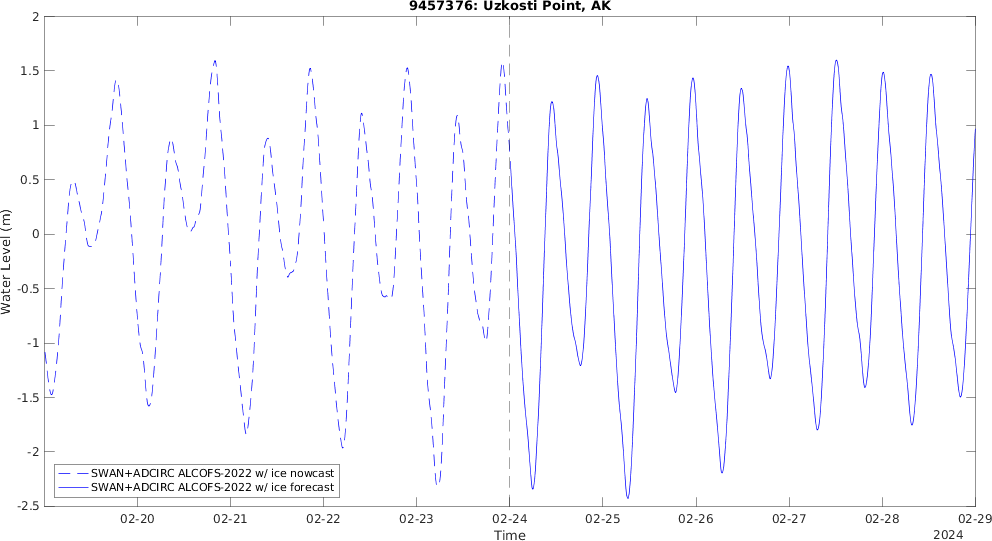 9457376: Uzkosti Point, AK
2
1.5
1
0.5
0
-0.5
-1
-1.5
-2
-2.5
Water Level (m)
SWAN+ADCIRC ALCOFS-2022 w/ ice nowcast
SWAN+ADCIRC ALCOFS-2022 w/ ice forecast
02-20 02-21 02-22 02-23 02-24 02-25 02-26 02-27 02-28 02-29
Time
2024